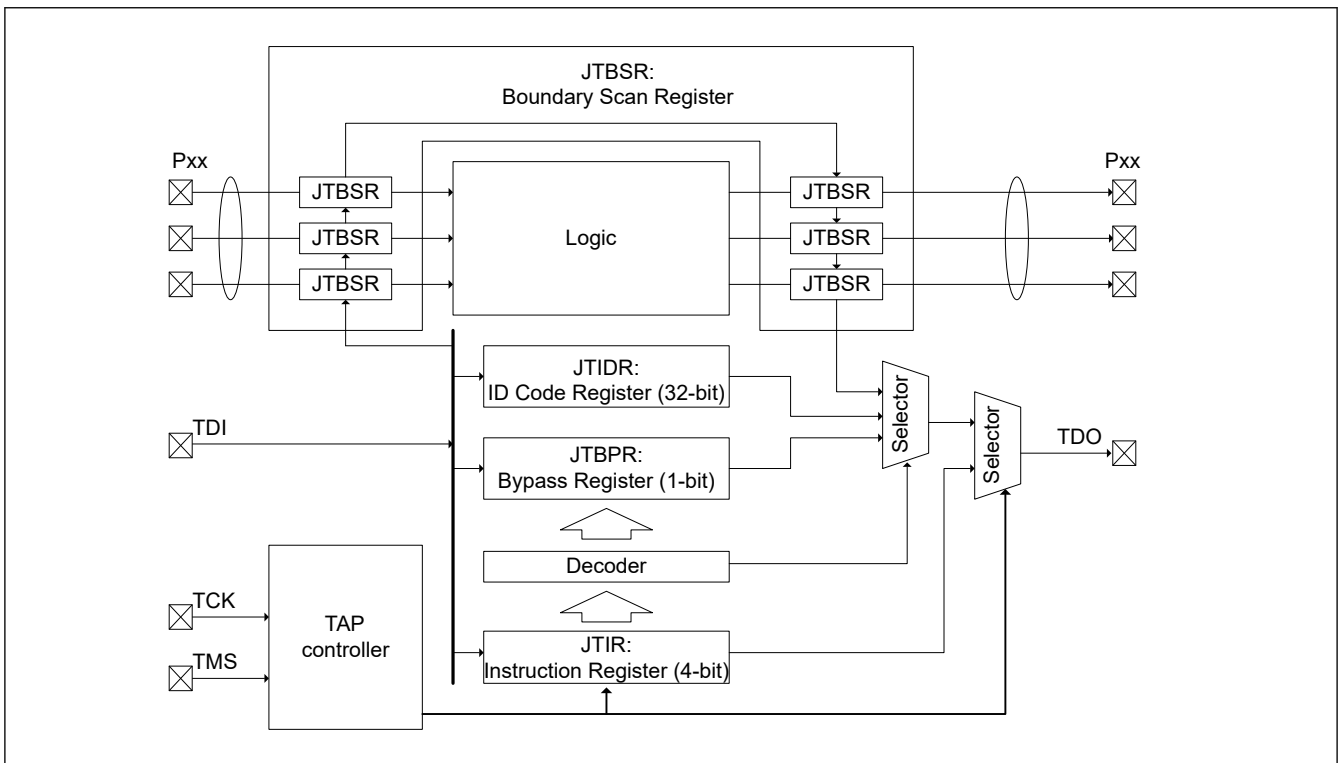 JTBSR:
Boundary Scan Register
Pxx
Pxx
JTBSR
JTBSR
JTBSR
JTBSR
Logic
JTBSR
JTBSR
JTIDR:
ID Code Register (32-bit)
Selector
Selector
TDI
TDO
JTBPR:
Bypass Register (1-bit)
Decoder
TCK
TAP
controller
TMS
JTIR:
Instruction Register (4-bit)